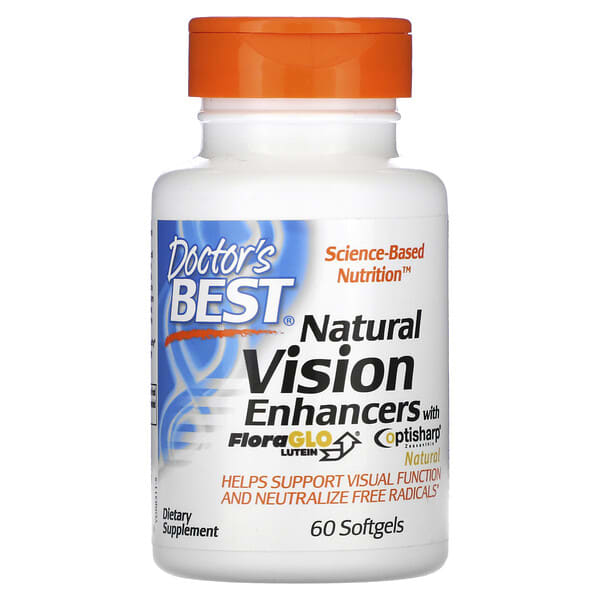 Doctor's
BEST®
Science-Based
Nutrition™
Natural
Vision
Enhancers with
FloraGLO®
LUTEIN
Optisharp®
Zeaxanthin
Natural
HELPS SUPPORT VISUAL FUNCTION
AND NEUTRALIZE FREE RADICALS*
Dietary
Supplement
60 Softgels